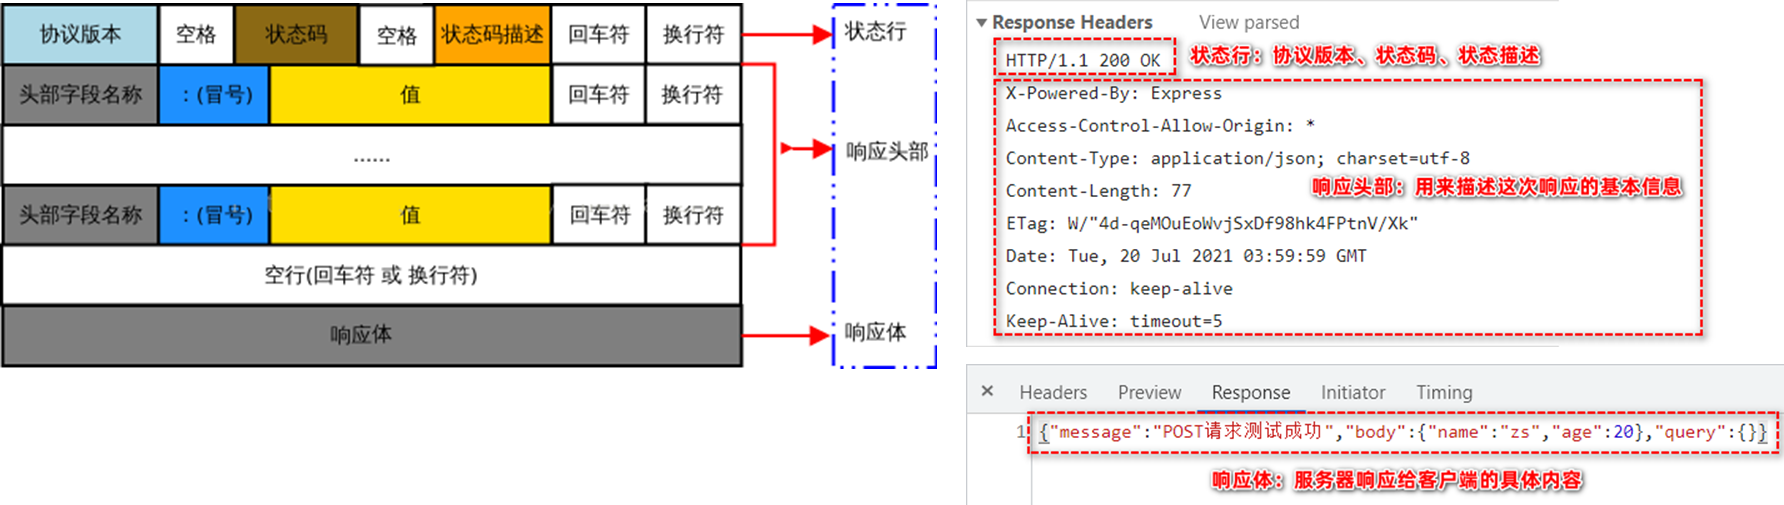 协议版本 空格 状态码 空格 状态码描述 回车符 换行符 状态行
头部字段名称 :(冒号) 值 回车符 换行符
......
响应头部
头部字段名称 :(冒号) 值 回车符 换行符
空行(回车符 或 换行符)
响应体 响应体
Response Headers View parsed
HTTP/1.1 200 OK 状态行：协议版本、状态码、状态描述
X-Powered-By: Express
Access-Control-Allow-Origin: *
Content-Type: application/json; charset=utf-8
Content-Length: 77
响应头部：用来描述这次响应的基本信息
ETag: W/"4d-qeMOuEoWvjSxDf98hk4FPtnV/Xk"
Date: Tue, 20 Jul 2021 03:59:59 GMT
Connection: keep-alive
Keep-Alive: timeout=5
× Headers Preview Response Initiator Timing
1 {"message":"POST请求测试成功","body":{"name":"zs","age":20},"query":{}}
响应体：服务器响应给客户端的具体内容